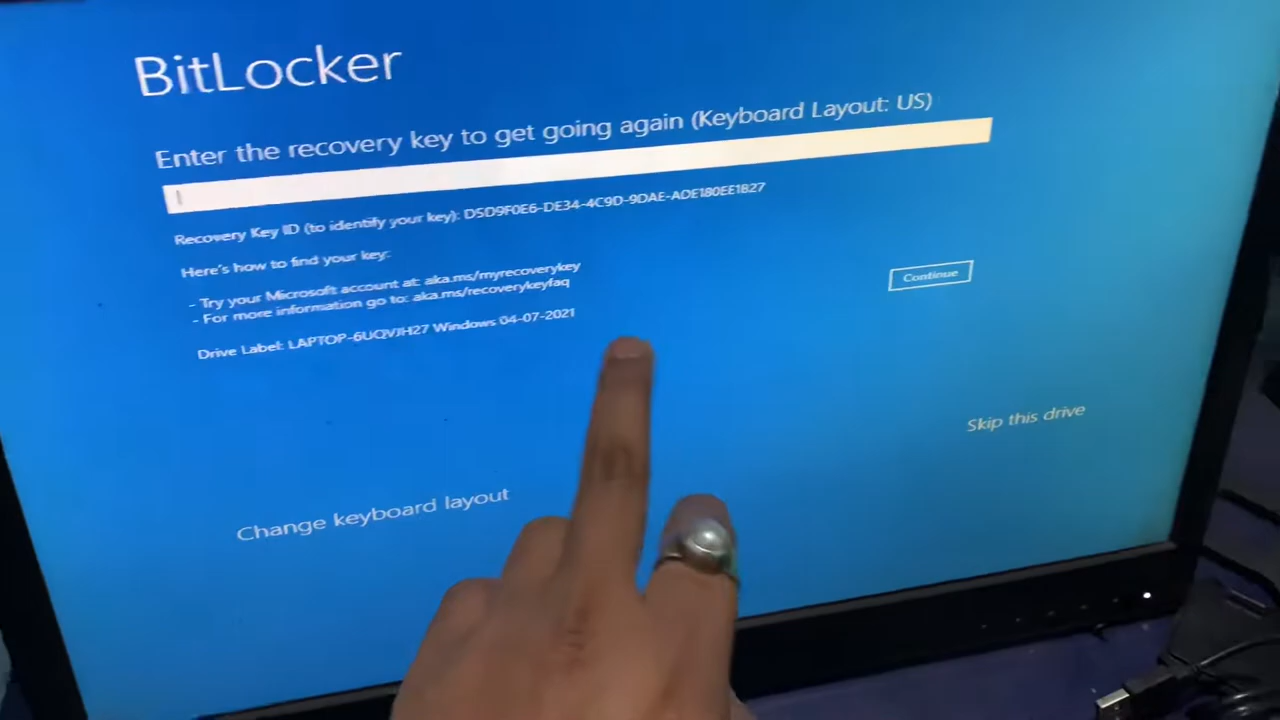 BitLocker
Enter the recovery key to get going again (Keyboard Layout: US)
Recovery Key ID (to identify your key): D5D9F0E6-DE34-4C9D-9DAE-ADE180EE1827
Here's how to find your key:
- Try your Microsoft account at: aka.ms/myrecoverykey
- For more information go to: aka.ms/recoverykeyfaq
Drive Label: LAPTOP-6UQVJH27 Windows 04-07-2021
Continue
Skip this drive
Change keyboard layout